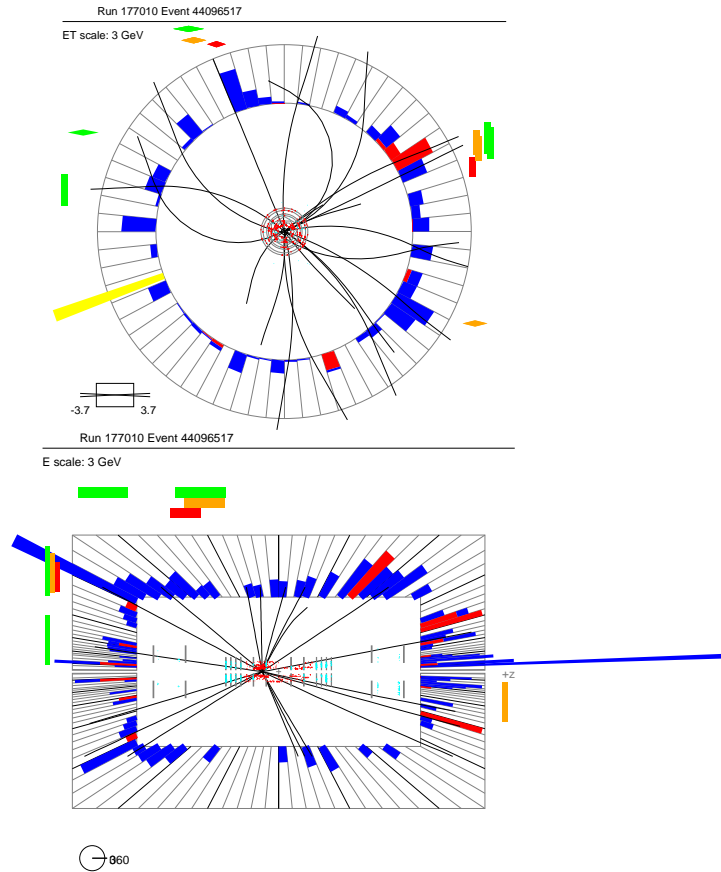 Run 177010 Event 44096517
ET scale: 3 GeV
-3.7 3.7
Run 177010 Event 44096517
E scale: 3 GeV
+z